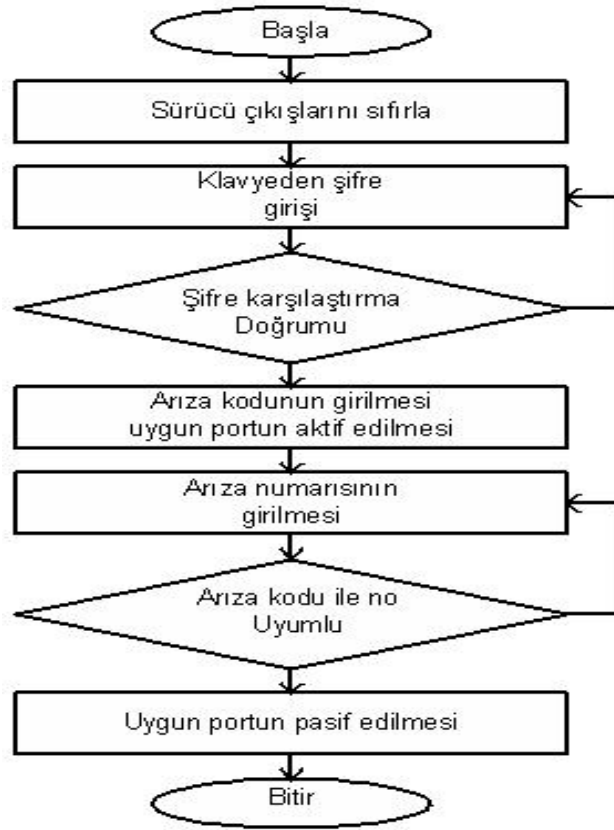 Başla
Sürücü çıkışlarını sıfırla
Klavyeden şifre
girişi
Şifre karşılaştırma
Doğrumu
Arıza kodunun girilmesi
uygun portun aktif edilmesi
Arıza numarısının
girilmesi
Arıza kodu ile no
Uyumlu
Uygun portun pasif edilmesi
Bitir